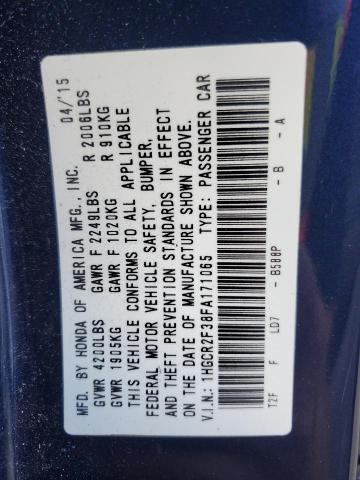 MFD. BY HONDA OF AMERICA MFG., INC. 04/'15
GVWR 4200LBS GAWR F 2249LBS R 2006LBS
GVWR 1905KG GAWR F 1020KG R 910KG
THIS VEHICLE CONFORMS TO ALL APPLICABLE
FEDERAL MOTOR VEHICLE SAFETY, BUMPER,
AND THEFT PREVENTION STANDARDS IN EFFECT
ON THE DATE OF MANUFACTURE SHOWN ABOVE.
V.I.N.: 1HGCR2F38FA171065 TYPE: PASSENGER CAR
T2F F LD7 - B588P - B - A